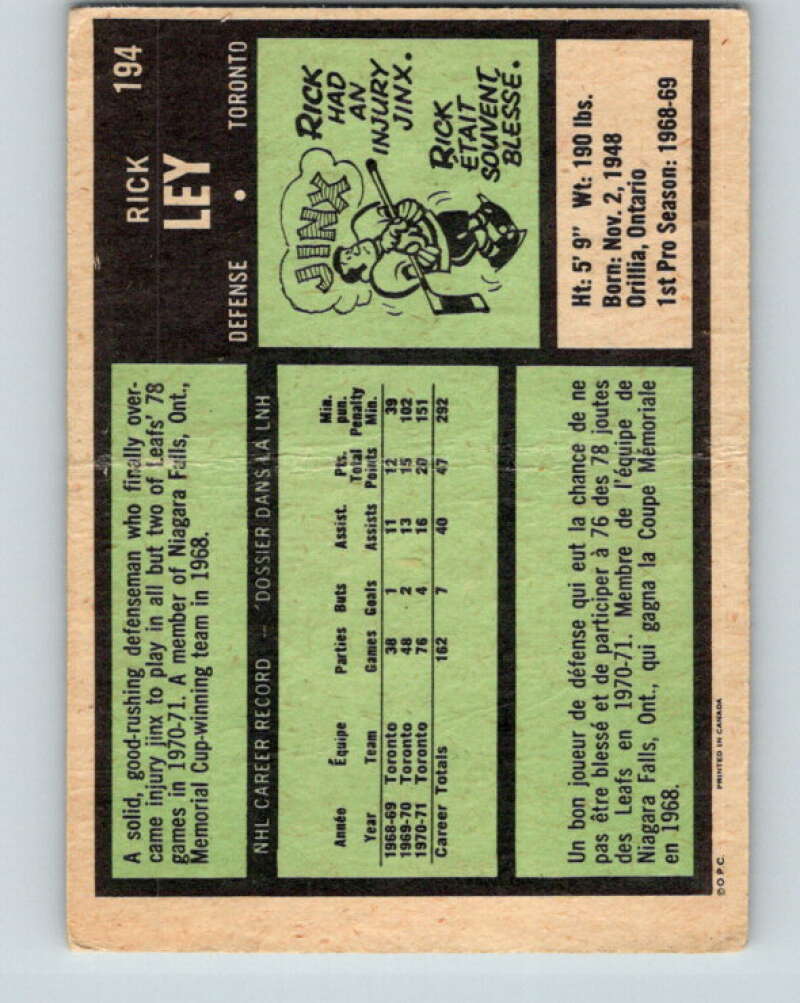 RICK 194
LEY
DEFENSE • TORONTO
A solid, good-rushing defenseman who finally over-
came injury jinx to play in all but two of Leafs' 78
games in 1970-71. A member of Niagara Falls, Ont.,
Memorial Cup-winning team in 1968.
JINX
RICK
HAD
AN
INJURY
JINX.
RICK
ETAIT
SOUVENT
BLESSÉ.
NHL CAREER RECORD -- DOSSIER DANS LA LNH
Année Équipe Parties Buts Assist. Pts. Total Min. pun.
Year Team Games Goals Assists Points Penalty Min.
1968-69 Toronto 38 1 11 12 39
1969-70 Toronto 48 2 13 15 102
1970-71 Toronto 76 4 16 20 151
Career Totals 162 7 40 47 292
Ht: 5' 9" Wt: 190 lbs.
Born: Nov. 2, 1948
Orillia, Ontario
1st Pro Season: 1968-69
Un bon joueur de défense qui eut la chance de ne
pas être blessé et de participer à 76 des 78 joutes
des Leafs en 1970-71. Membre de l'équipe de
Niagara Falls, Ont., qui gagna la Coupe Mémoriale
en 1968.
© O.P.C. PRINTED IN CANADA